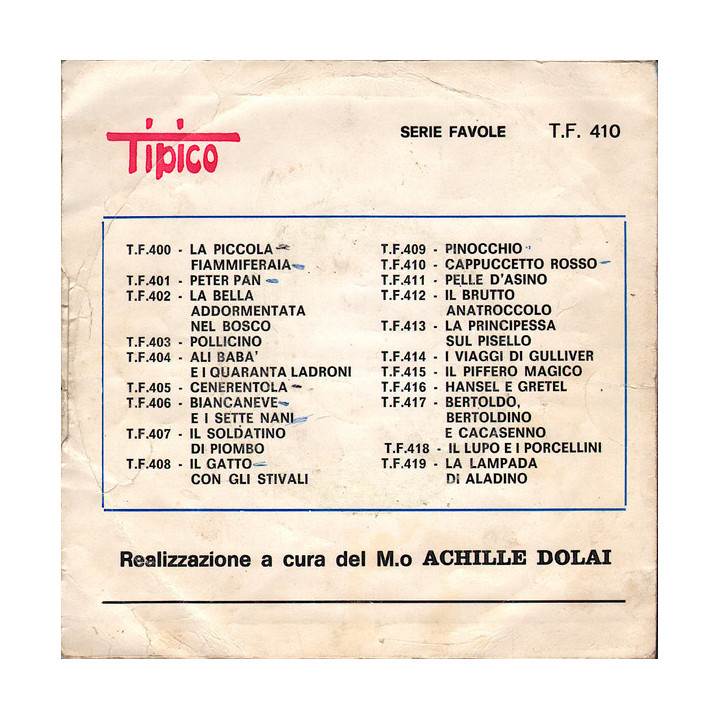 Tipico
SERIE FAVOLE T.F. 410
T.F.400 - LA PICCOLA
FIAMMIFERAIA
T.F.401 - PETER PAN
T.F.402 - LA BELLA
ADDORMENTATA
NEL BOSCO
T.F.403 - POLLICINO
T.F.404 - ALI BABA'
E I QUARANTA LADRONI
T.F.405 - CENERENTOLA
T.F.406 - BIANCANEVE
E I SETTE NANI
T.F.407 - IL SOLDATINO
DI PIOMBO
T.F.408 - IL GATTO
CON GLI STIVALI
T.F.409 - PINOCCHIO
T.F.410 - CAPPUCCETTO ROSSO
T.F.411 - PELLE D'ASINO
T.F.412 - IL BRUTTO
ANATROCCOLO
T.F.413 - LA PRINCIPESSA
SUL PISELLO
T.F.414 - I VIAGGI DI GULLIVER
T.F.415 - IL PIFFERO MAGICO
T.F.416 - HANSEL E GRETEL
T.F.417 - BERTOLDO,
BERTOLDINO
E CACASENNO
T.F.418 - IL LUPO E I PORCELLINI
T.F.419 - LA LAMPADA
DI ALADINO
Realizzazione a cura del M.o ACHILLE DOLAI